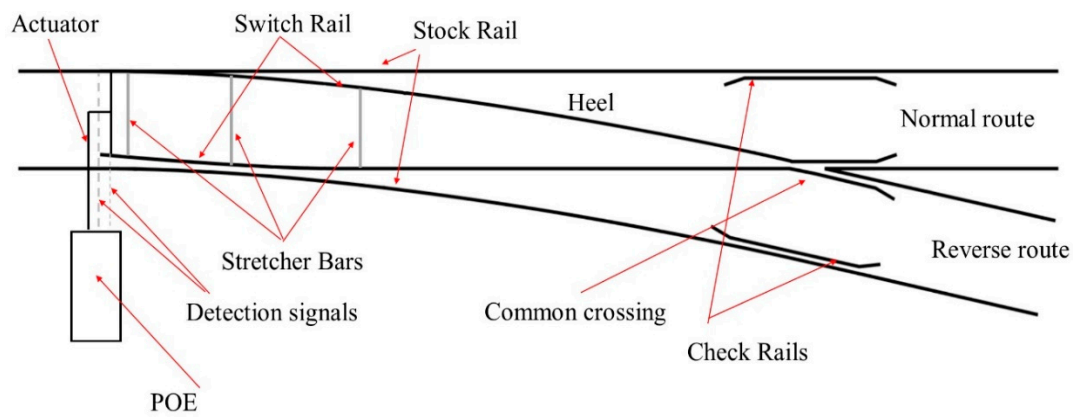 Actuator
Switch Rail
Stock Rail
Heel
Normal route
Reverse route
Stretcher Bars
Detection signals
Common crossing
Check Rails
POE